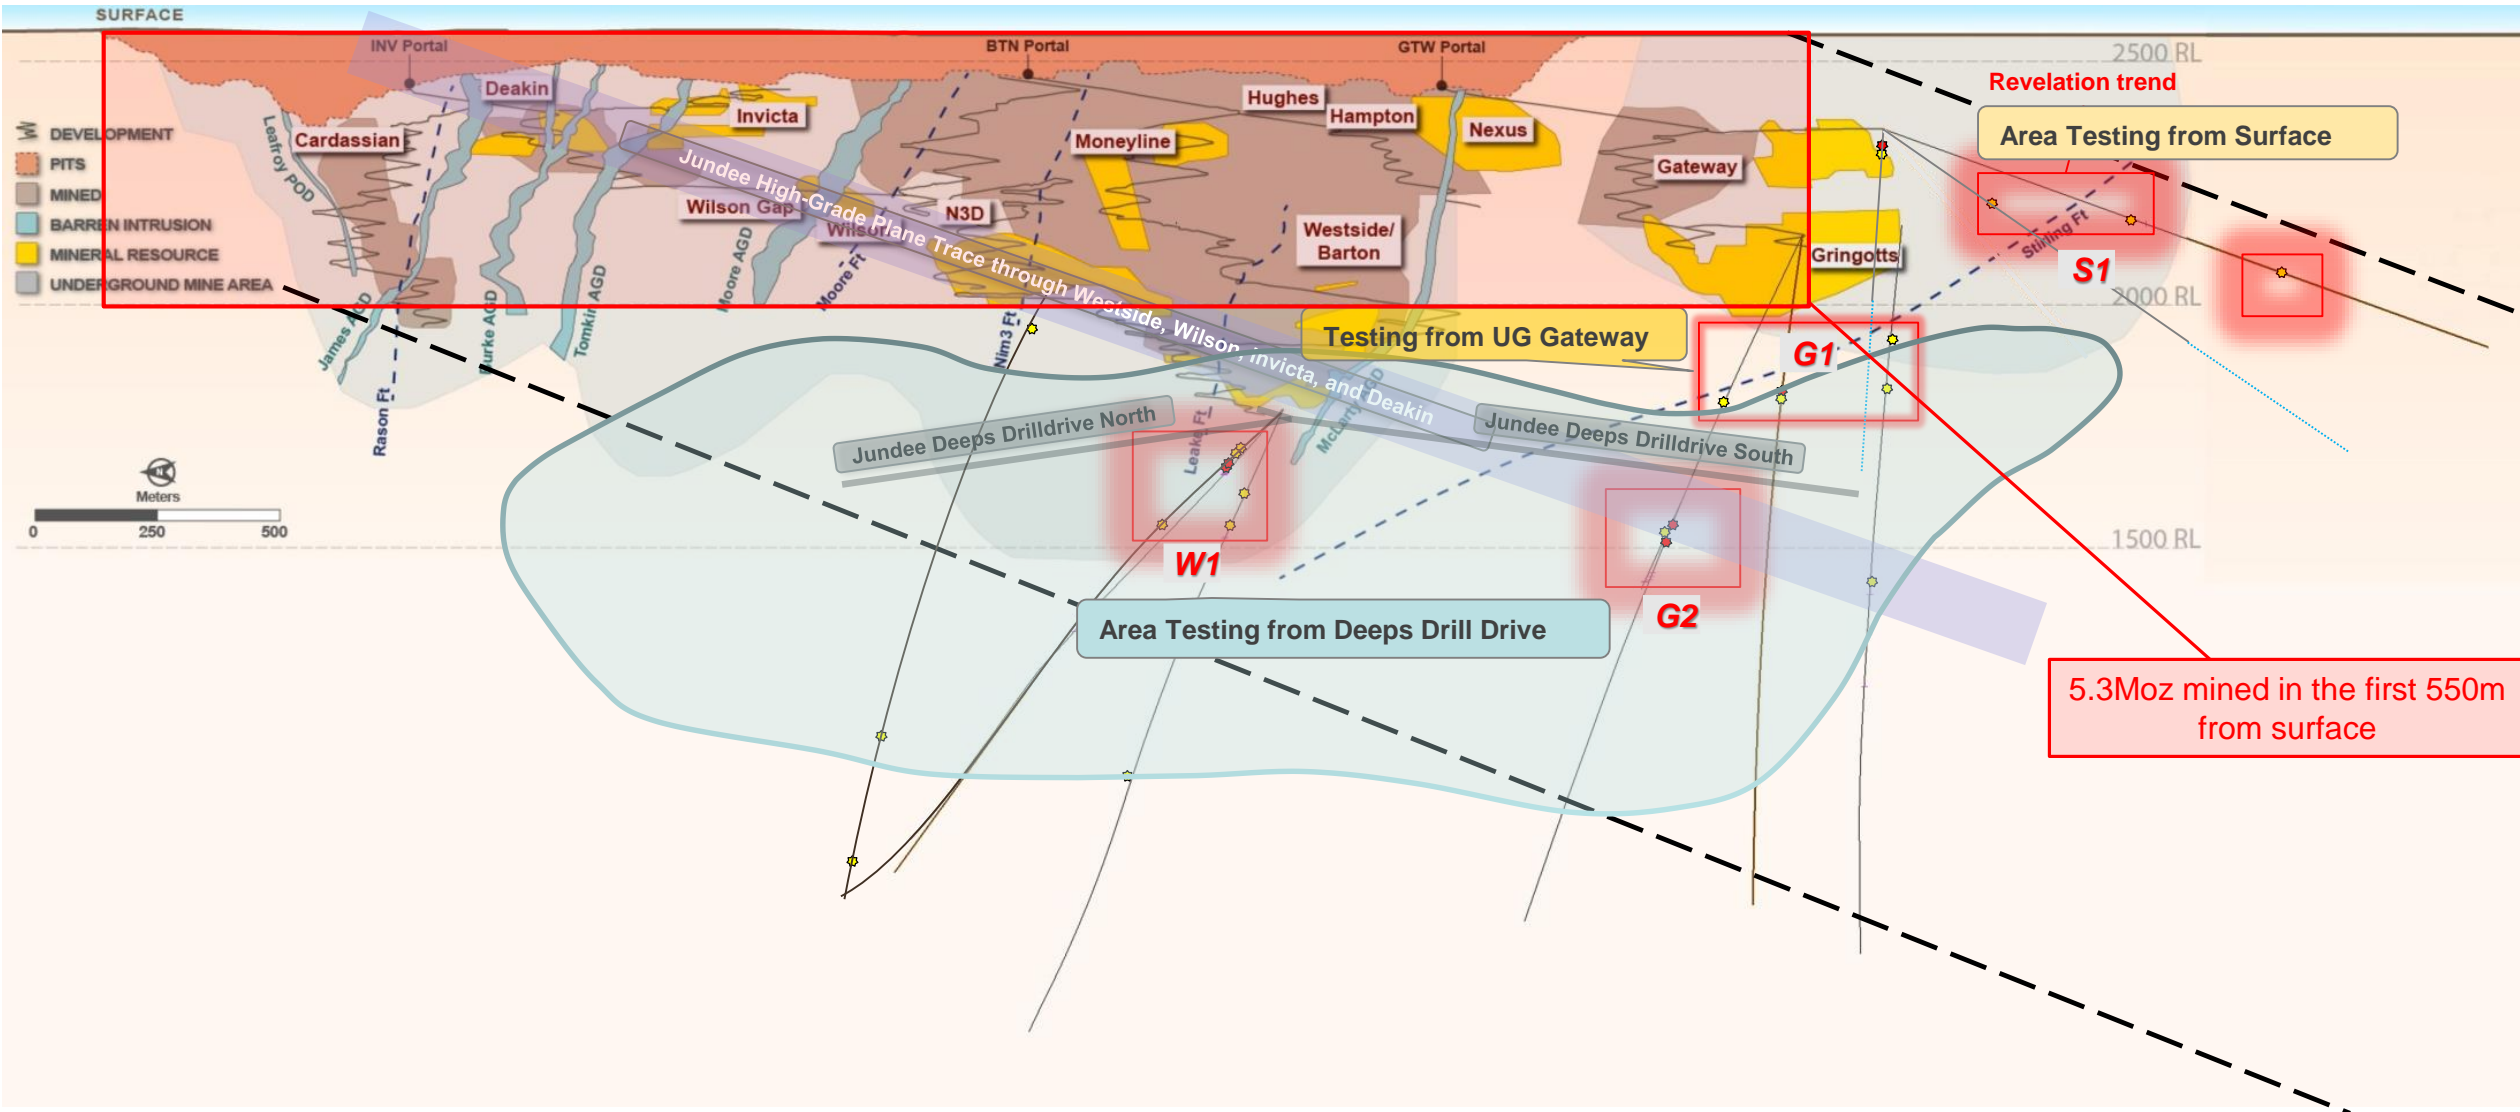 SURFACE
INV Portal
BTN Portal
GTW Portal
2500 RL
Revelation trend
Area Testing from Surface
Deakin
Invicta
Hughes
Hampton
Nexus
DEVELOPMENT
PITS
MINED
BARREN INTRUSION
MINERAL RESOURCE
UNDERGROUND MINE AREA
Leafroy POD
Cardassian
Moneyline
Gateway
Jundee High-Grade Plane Trace through Westside, Wilson, Invicta, and Deakin
Wilson Gap
Wilson
N3D
Westside/
Barton
Gringotts
Stirling Ft
S1
2000 RL
James AGD
Rason Ft
Burke AGD
Tomkin AGD
Moore AGD
Moore Ft
Nim3 Ft
Testing from UG Gateway
G1
Leake Ft
McLarty AGD
Jundee Deeps Drilldrive North
Jundee Deeps Drilldrive South
N
Meters
0
250
500
1500 RL
W1
G2
Area Testing from Deeps Drill Drive
5.3Moz mined in the first 550m
from surface